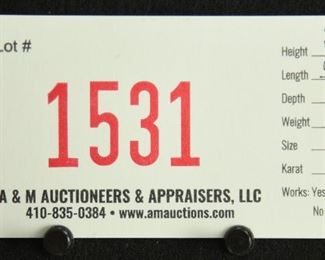 Lot #
1531
A & M AUCTIONEERS & APPRAISERS, LLC
410-835-0384 • www.amauctions.com
Height
Length
Depth
Weight
Size
Karat
Works: Yes
No